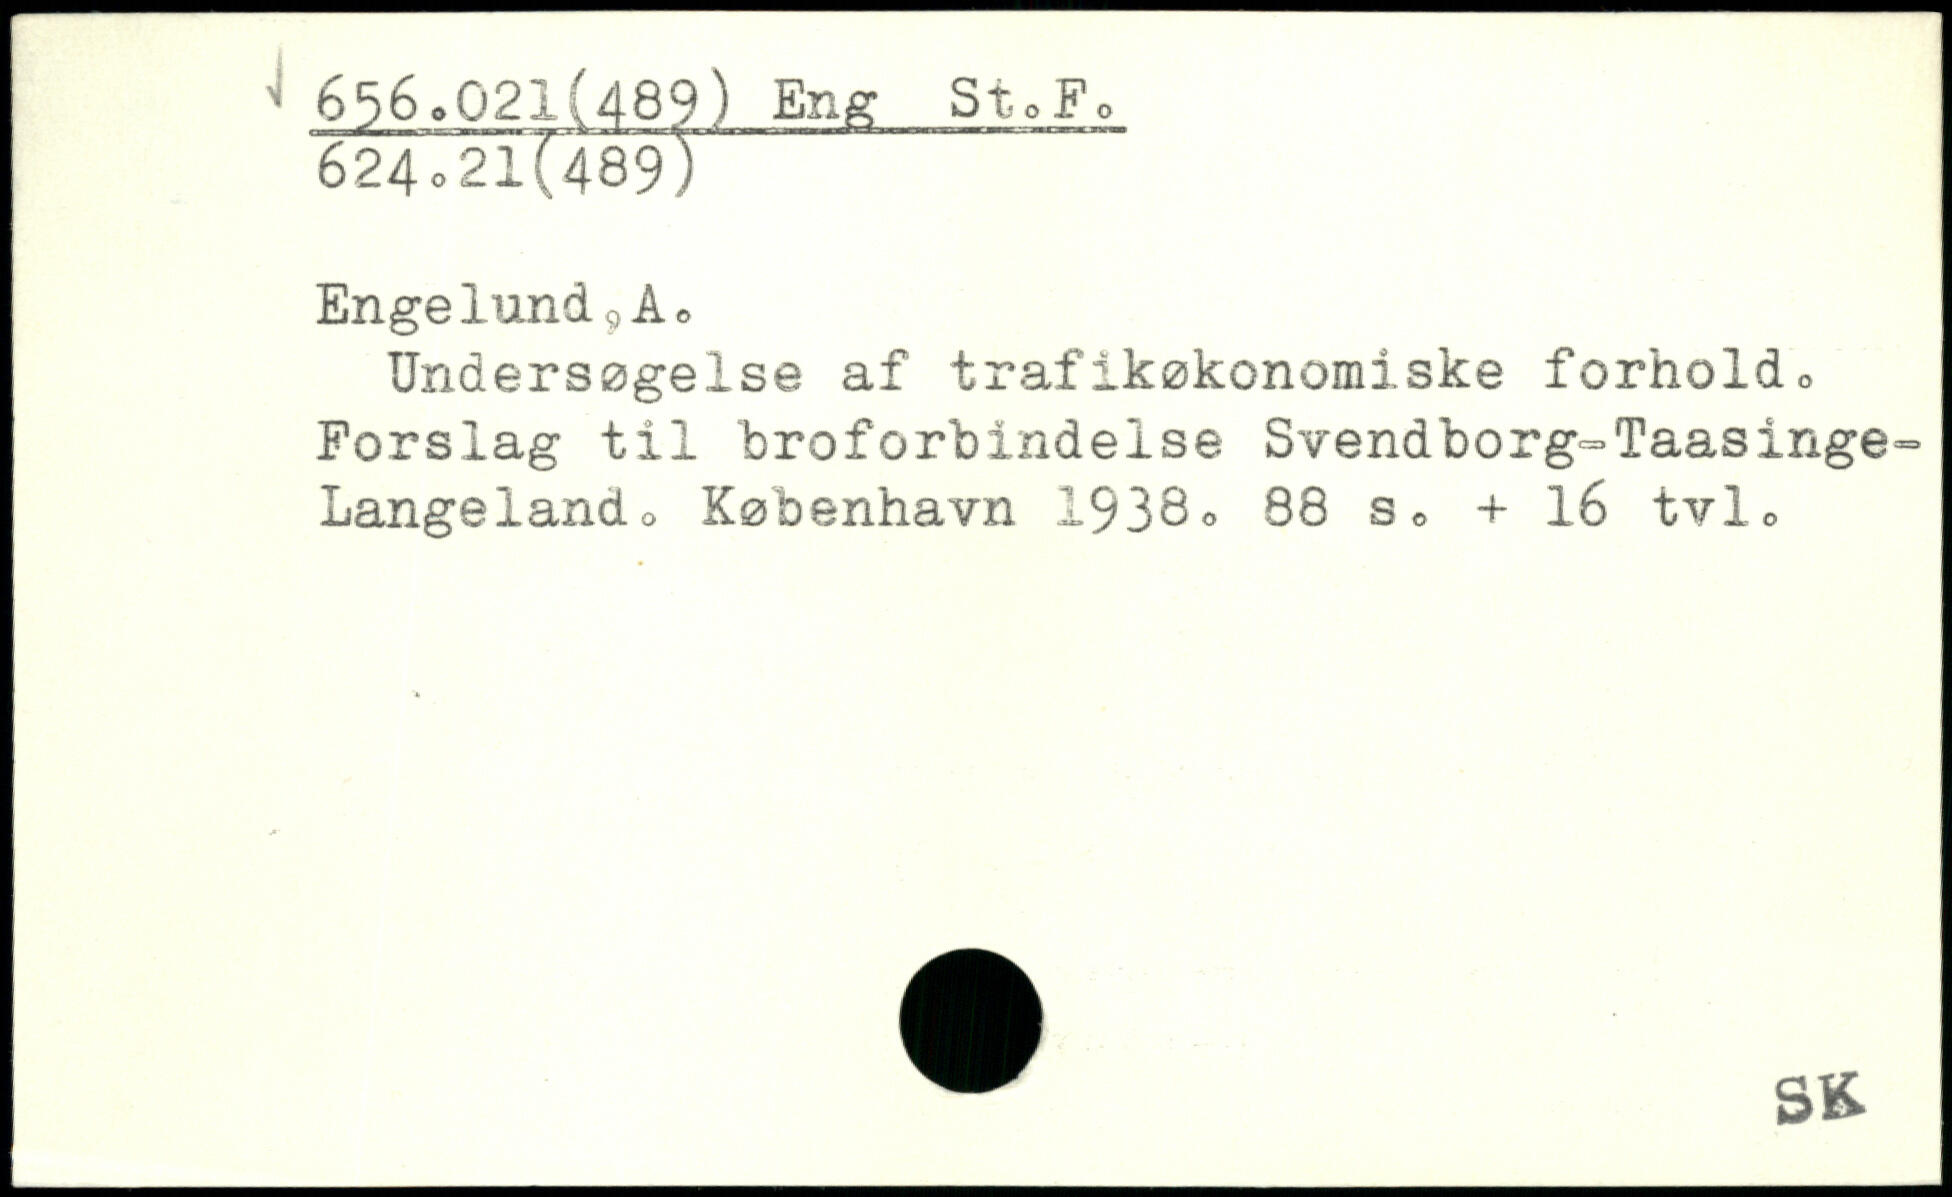 656.021(489) Eng St.F.
624.21(489)
Engelund,A.
Undersøgelse af trafikøkonomiske forhold.
Forslag til broforbindelse Svendborg-Taasinge-
Langeland. København 1938. 88 s. + 16 tvl.
SK